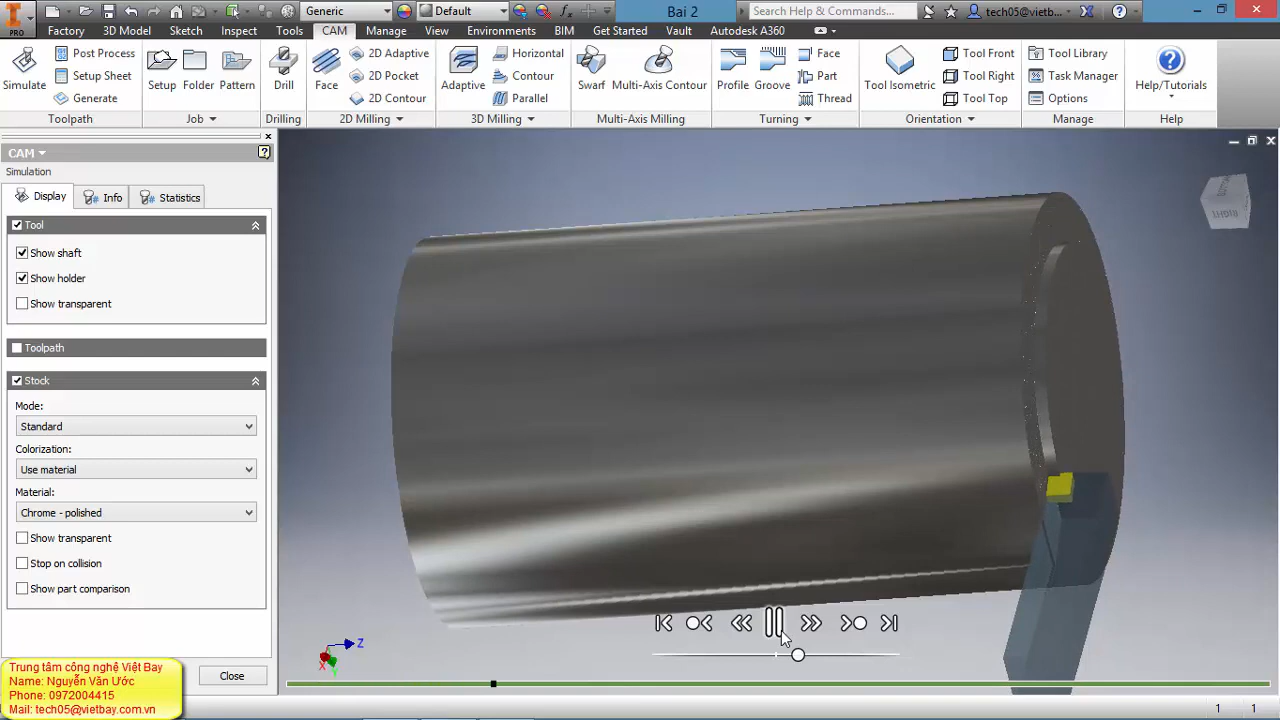 Generic
Default
fx
Bai 2
Search Help & Commands...
tech05@vietb...
PRO
Factory 3D Model Sketch Inspect Tools CAM Manage View Environments BIM Get Started Vault Autodesk A360
Simulate
Post Process
Setup Sheet
Generate
Toolpath
Setup
Folder
Pattern
Job
Drill
Drilling
Face
2D Adaptive
2D Pocket
2D Contour
2D Milling
Adaptive
Horizontal
Contour
Parallel
3D Milling
Swarf
Multi-Axis Contour
Multi-Axis Milling
Profile
Groove
Face
Part
Thread
Turning
Tool Isometric
Tool Front
Tool Right
Tool Top
Orientation
Tool Library
Task Manager
Options
Manage
Help/Tutorials
Help
CAM
Simulation
Display
Info
Statistics
Tool
Show shaft
Show holder
Show transparent
Toolpath
Stock
Mode:
Standard
Colorization:
Use material
Material:
Chrome - polished
Show transparent
Stop on collision
Show part comparison
Close
RIGHT
Z
X
Y
Trung tâm công nghệ Việt Bay
Name: Nguyễn Văn Ước
Phone: 0972004415
Mail: tech05@vietbay.com.vn
1 1